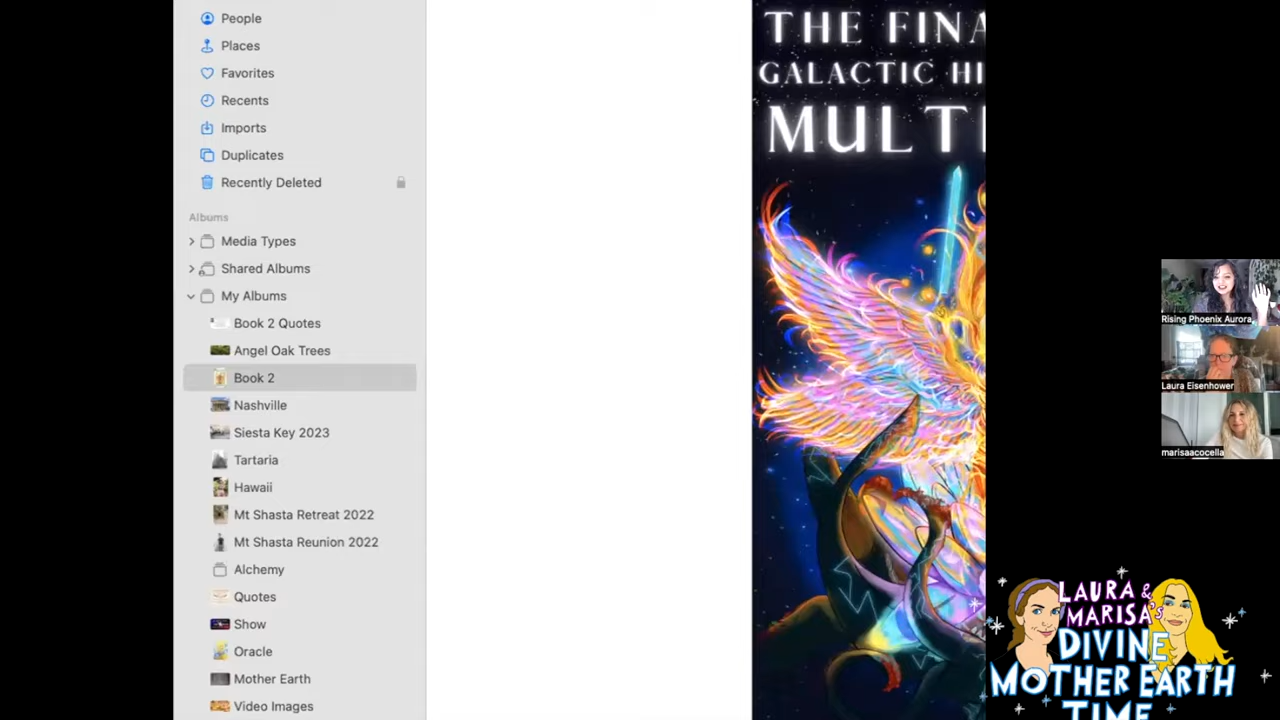 People
Places
Favorites
Recents
Imports
Duplicates
Recently Deleted
Albums
Media Types
Shared Albums
My Albums
Book 2 Quotes
Angel Oak Trees
Book 2
Nashville
Siesta Key 2023
Tartaria
Hawaii
Mt Shasta Retreat 2022
Mt Shasta Reunion 2022
Alchemy
Quotes
Show
Oracle
Mother Earth
Video Images
THE FINA
GALACTIC HI
MULTI
Rising Phoenix Aurora
Laura Eisenhower
marisaacocella
LAURA &
MARISA'S
DIVINE
MOTHER EARTH
TIME